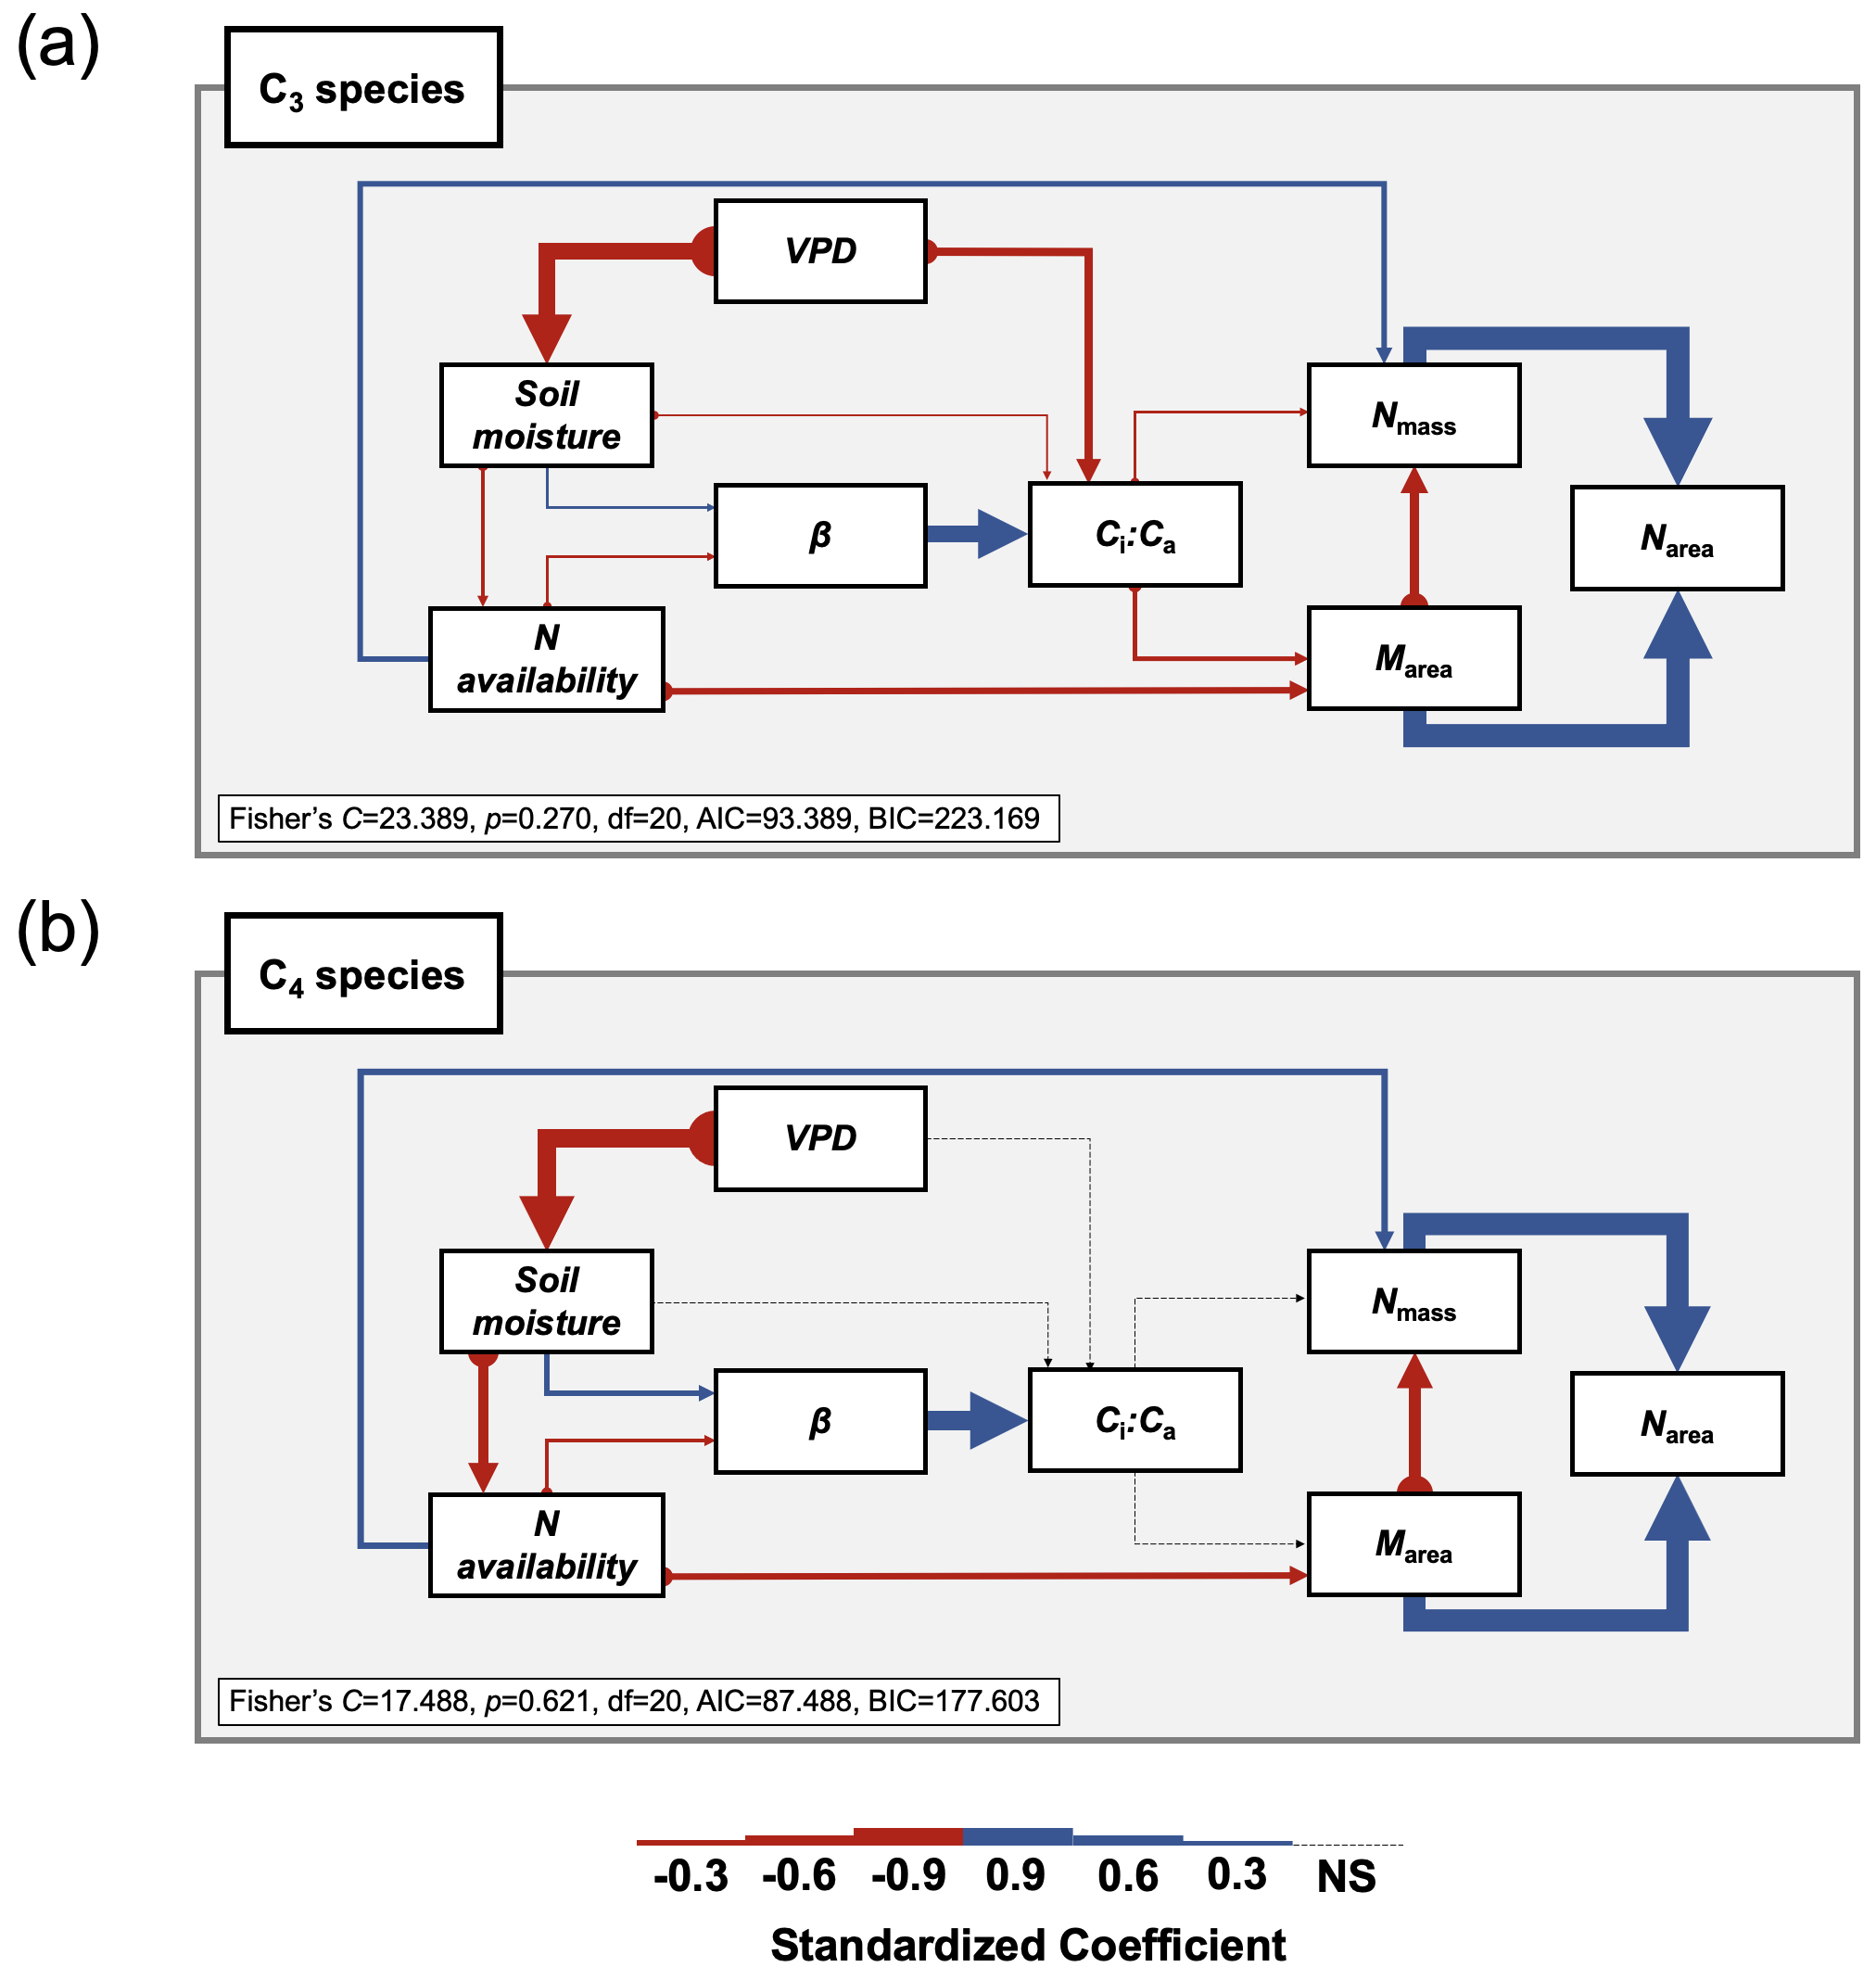 (a)
C₃ species
VPD
Soil
moisture
N
availability
β
Cᵢ:Cₐ
Nmass
Marea
Narea
Fisher’s C=23.389, p=0.270, df=20, AIC=93.389, BIC=223.169
(b)
C₄ species
VPD
Soil
moisture
N
availability
β
Cᵢ:Cₐ
Nmass
Marea
Narea
Fisher’s C=17.488, p=0.621, df=20, AIC=87.488, BIC=177.603
-0.3 -0.6 -0.9 0.9 0.6 0.3 NS
Standardized Coefficient